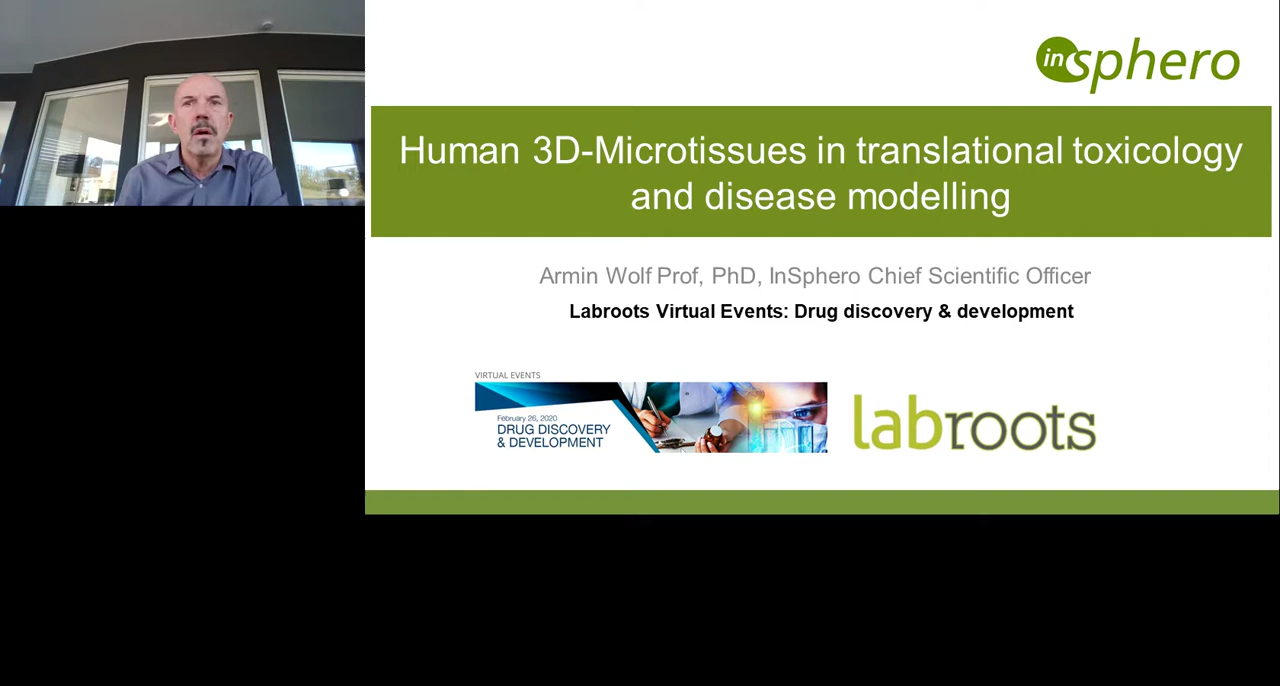 insphero
Human 3D-Microtissues in translational toxicology
and disease modelling
Armin Wolf Prof, PhD, InSphero Chief Scientific Officer
Labroots Virtual Events: Drug discovery & development
VIRTUAL EVENTS
February 26, 2020
DRUG DISCOVERY
& DEVELOPMENT
labroots